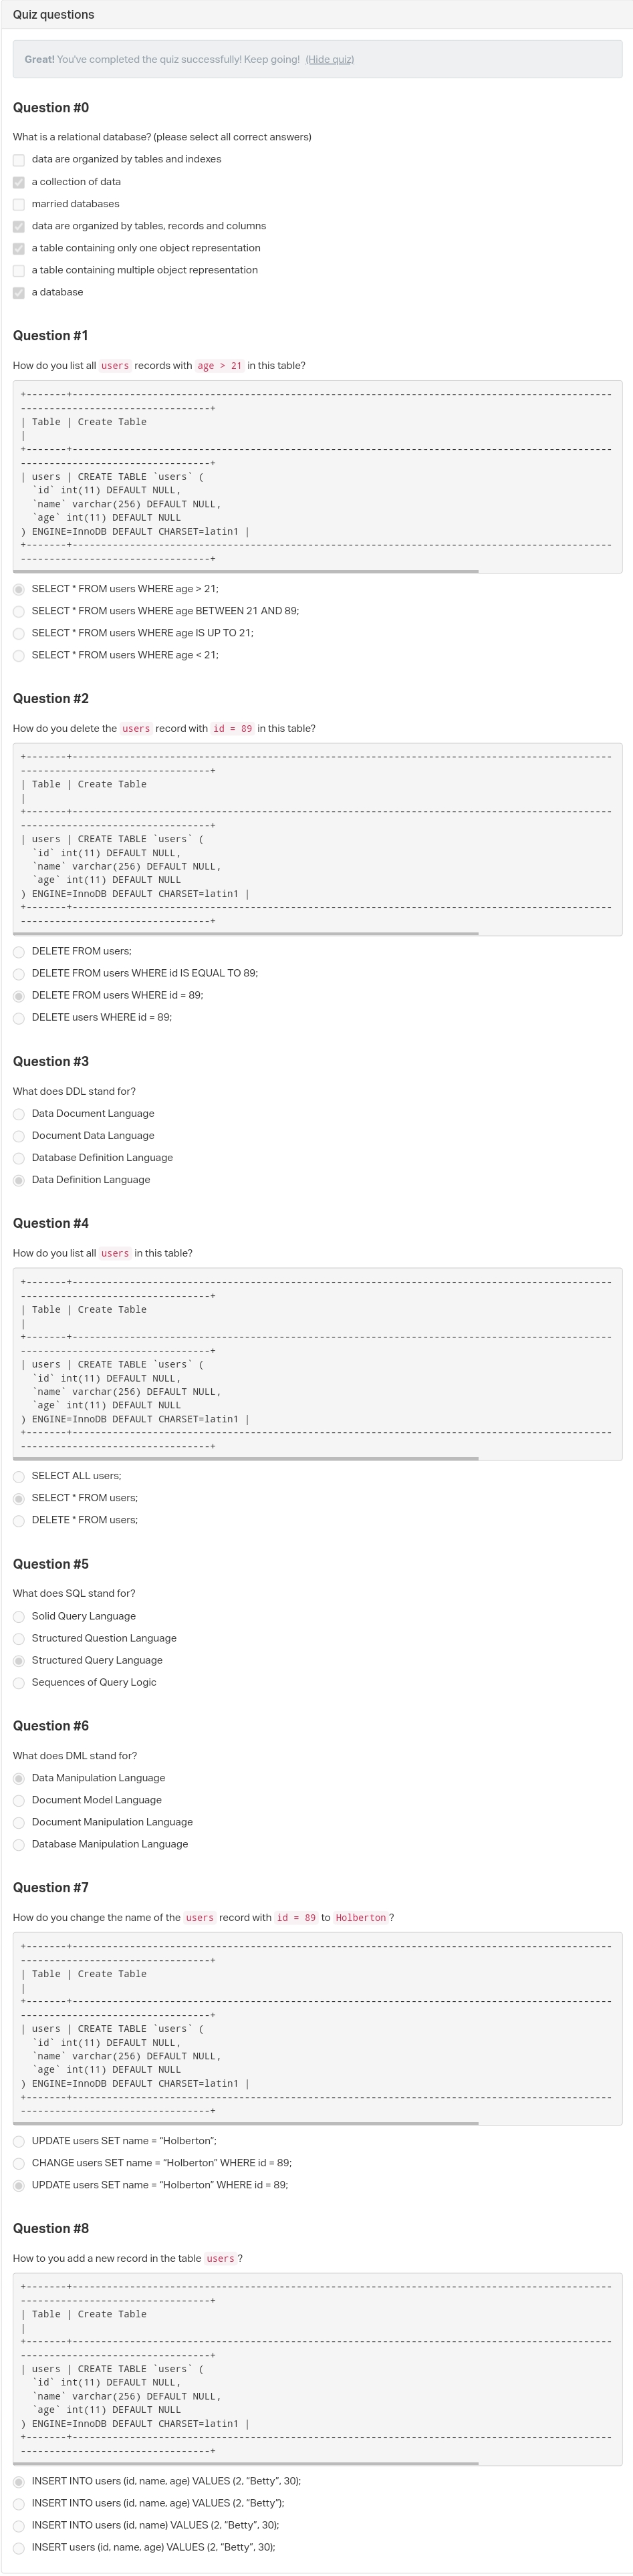 Quiz questions
Great! You've completed the quiz successfully! Keep going! (Hide quiz)
Question #0
What is a relational database? (please select all correct answers)
data are organized by tables and indexes
a collection of data
married databases
data are organized by tables, records and columns
a table containing only one object representation
a table containing multiple object representation
a database
Question #1
How do you list all users records with age > 21 in this table?
+-------+--------------------------------------------------------------------------------------------
---------------------------------+
| Table | Create Table
|
+-------+--------------------------------------------------------------------------------------------
---------------------------------+
| users | CREATE TABLE `users` (
`id` int(11) DEFAULT NULL,
`name` varchar(256) DEFAULT NULL,
`age` int(11) DEFAULT NULL
) ENGINE=InnoDB DEFAULT CHARSET=latin1 |
+-------+--------------------------------------------------------------------------------------------
---------------------------------+
SELECT * FROM users WHERE age > 21;
SELECT * FROM users WHERE age BETWEEN 21 AND 89;
SELECT * FROM users WHERE age IS UP TO 21;
SELECT * FROM users WHERE age < 21;
Question #2
How do you delete the users record with id = 89 in this table?
+-------+--------------------------------------------------------------------------------------------
---------------------------------+
| Table | Create Table
|
+-------+--------------------------------------------------------------------------------------------
---------------------------------+
| users | CREATE TABLE `users` (
`id` int(11) DEFAULT NULL,
`name` varchar(256) DEFAULT NULL,
`age` int(11) DEFAULT NULL
) ENGINE=InnoDB DEFAULT CHARSET=latin1 |
+-------+--------------------------------------------------------------------------------------------
---------------------------------+
DELETE FROM users;
DELETE FROM users WHERE id IS EQUAL TO 89;
DELETE FROM users WHERE id = 89;
DELETE users WHERE id = 89;
Question #3
What does DDL stand for?
Data Document Language
Document Data Language
Database Definition Language
Data Definition Language
Question #4
How do you list all users in this table?
+-------+--------------------------------------------------------------------------------------------
---------------------------------+
| Table | Create Table
|
+-------+--------------------------------------------------------------------------------------------
---------------------------------+
| users | CREATE TABLE `users` (
`id` int(11) DEFAULT NULL,
`name` varchar(256) DEFAULT NULL,
`age` int(11) DEFAULT NULL
) ENGINE=InnoDB DEFAULT CHARSET=latin1 |
+-------+--------------------------------------------------------------------------------------------
---------------------------------+
SELECT ALL users;
SELECT * FROM users;
DELETE * FROM users;
Question #5
What does SQL stand for?
Solid Query Language
Structured Question Language
Structured Query Language
Sequences of Query Logic
Question #6
What does DML stand for?
Data Manipulation Language
Document Model Language
Document Manipulation Language
Database Manipulation Language
Question #7
How do you change the name of the users record with id = 89 to Holberton ?
+-------+--------------------------------------------------------------------------------------------
---------------------------------+
| Table | Create Table
|
+-------+--------------------------------------------------------------------------------------------
---------------------------------+
| users | CREATE TABLE `users` (
`id` int(11) DEFAULT NULL,
`name` varchar(256) DEFAULT NULL,
`age` int(11) DEFAULT NULL
) ENGINE=InnoDB DEFAULT CHARSET=latin1 |
+-------+--------------------------------------------------------------------------------------------
---------------------------------+
UPDATE users SET name = “Holberton”;
CHANGE users SET name = “Holberton” WHERE id = 89;
UPDATE users SET name = “Holberton” WHERE id = 89;
Question #8
How to you add a new record in the table users ?
+-------+--------------------------------------------------------------------------------------------
---------------------------------+
| Table | Create Table
|
+-------+--------------------------------------------------------------------------------------------
---------------------------------+
| users | CREATE TABLE `users` (
`id` int(11) DEFAULT NULL,
`name` varchar(256) DEFAULT NULL,
`age` int(11) DEFAULT NULL
) ENGINE=InnoDB DEFAULT CHARSET=latin1 |
+-------+--------------------------------------------------------------------------------------------
---------------------------------+
INSERT INTO users (id, name, age) VALUES (2, “Betty”, 30);
INSERT INTO users (id, name, age) VALUES (2, “Betty”);
INSERT INTO users (id, name) VALUES (2, “Betty”, 30);
INSERT users (id, name, age) VALUES (2, “Betty”, 30);